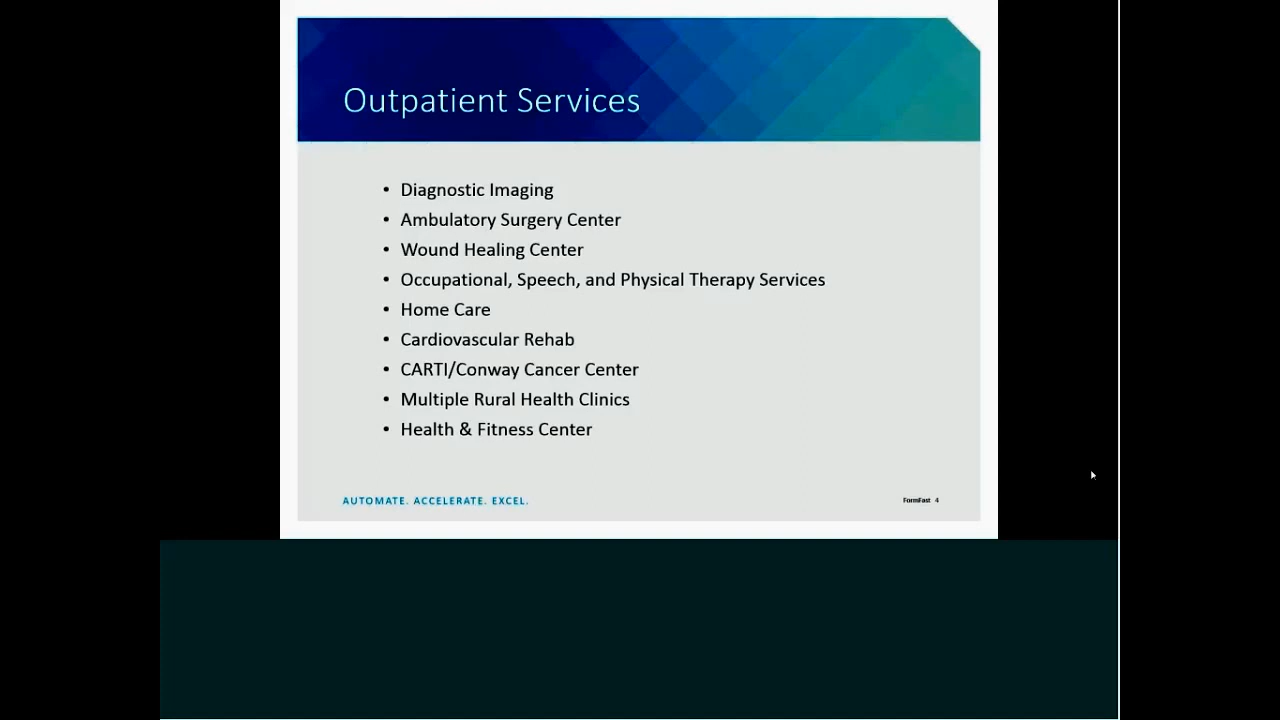 Outpatient Services
• Diagnostic Imaging
• Ambulatory Surgery Center
• Wound Healing Center
• Occupational, Speech, and Physical Therapy Services
• Home Care
• Cardiovascular Rehab
• CARTI/Conway Cancer Center
• Multiple Rural Health Clinics
• Health & Fitness Center
AUTOMATE. ACCELERATE. EXCEL.
FormFast 4